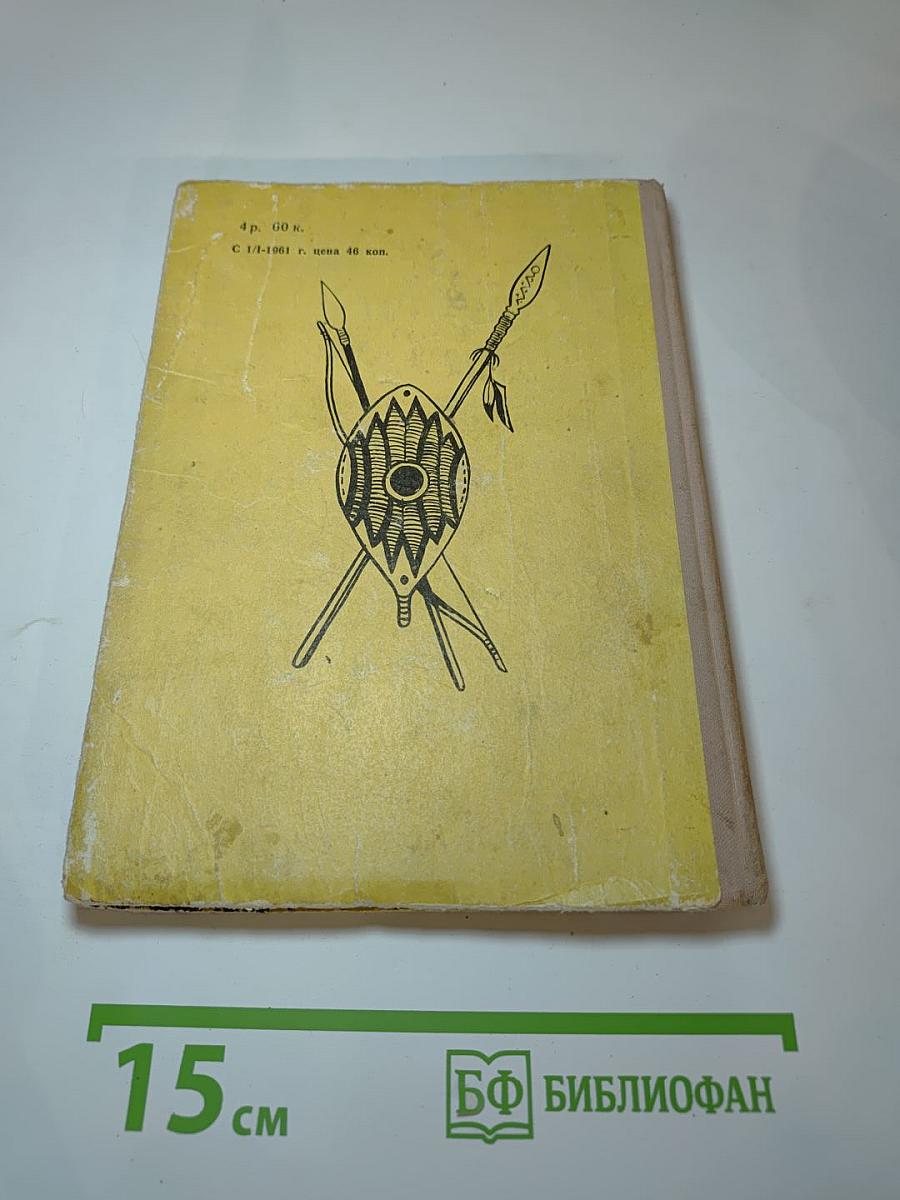 4 р. 60 к.
С 1/I-1961 г. цена 46 коп.
15 см
БФ БИБЛИОФАН